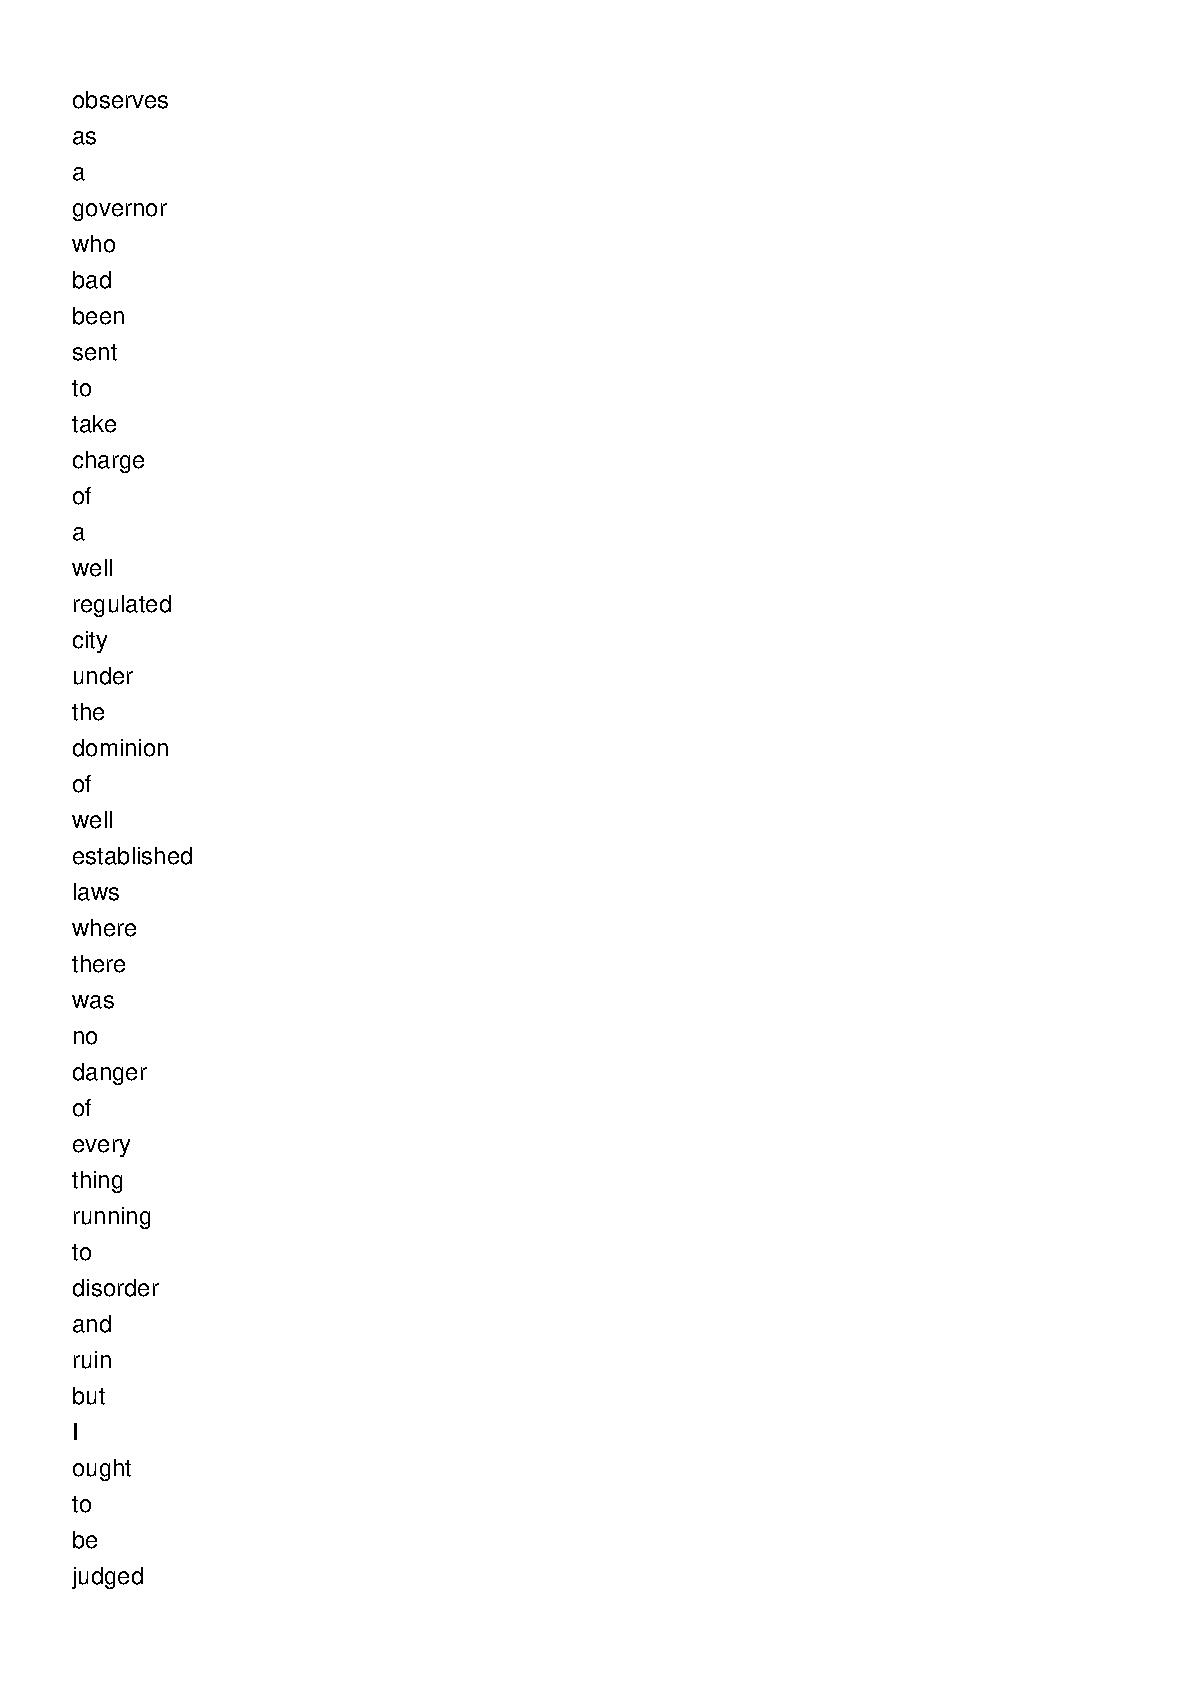 observes
as
a
governor
who
bad
been
sent
to
take
charge
of
a
well
regulated
city
under
the
dominion
of
well
established
laws
where
there
was
no
danger
of
every
thing
running
to
disorder
and
ruin
but
I
ought
to
be
judged